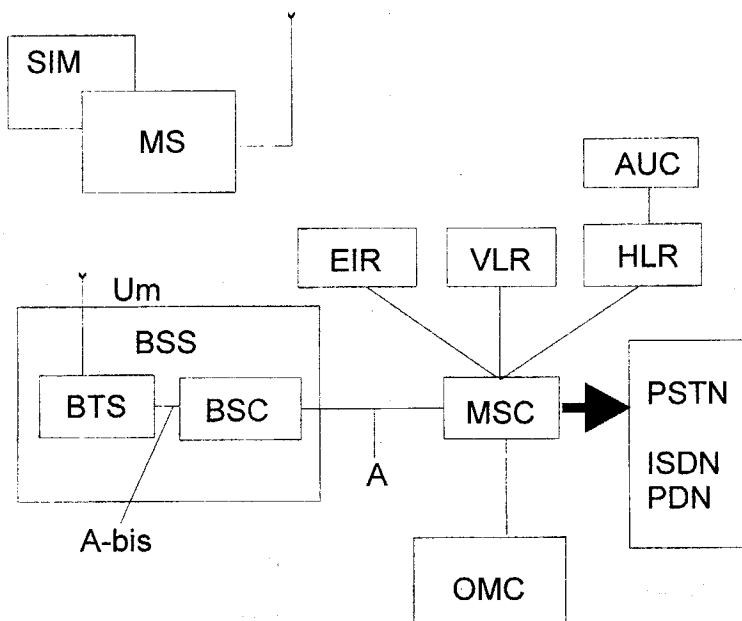 SIM
MS
AUC
EIR
VLR
HLR
Um
BSS
BTS
BSC
MSC
PSTN
ISDN
PDN
A
A-bis
OMC